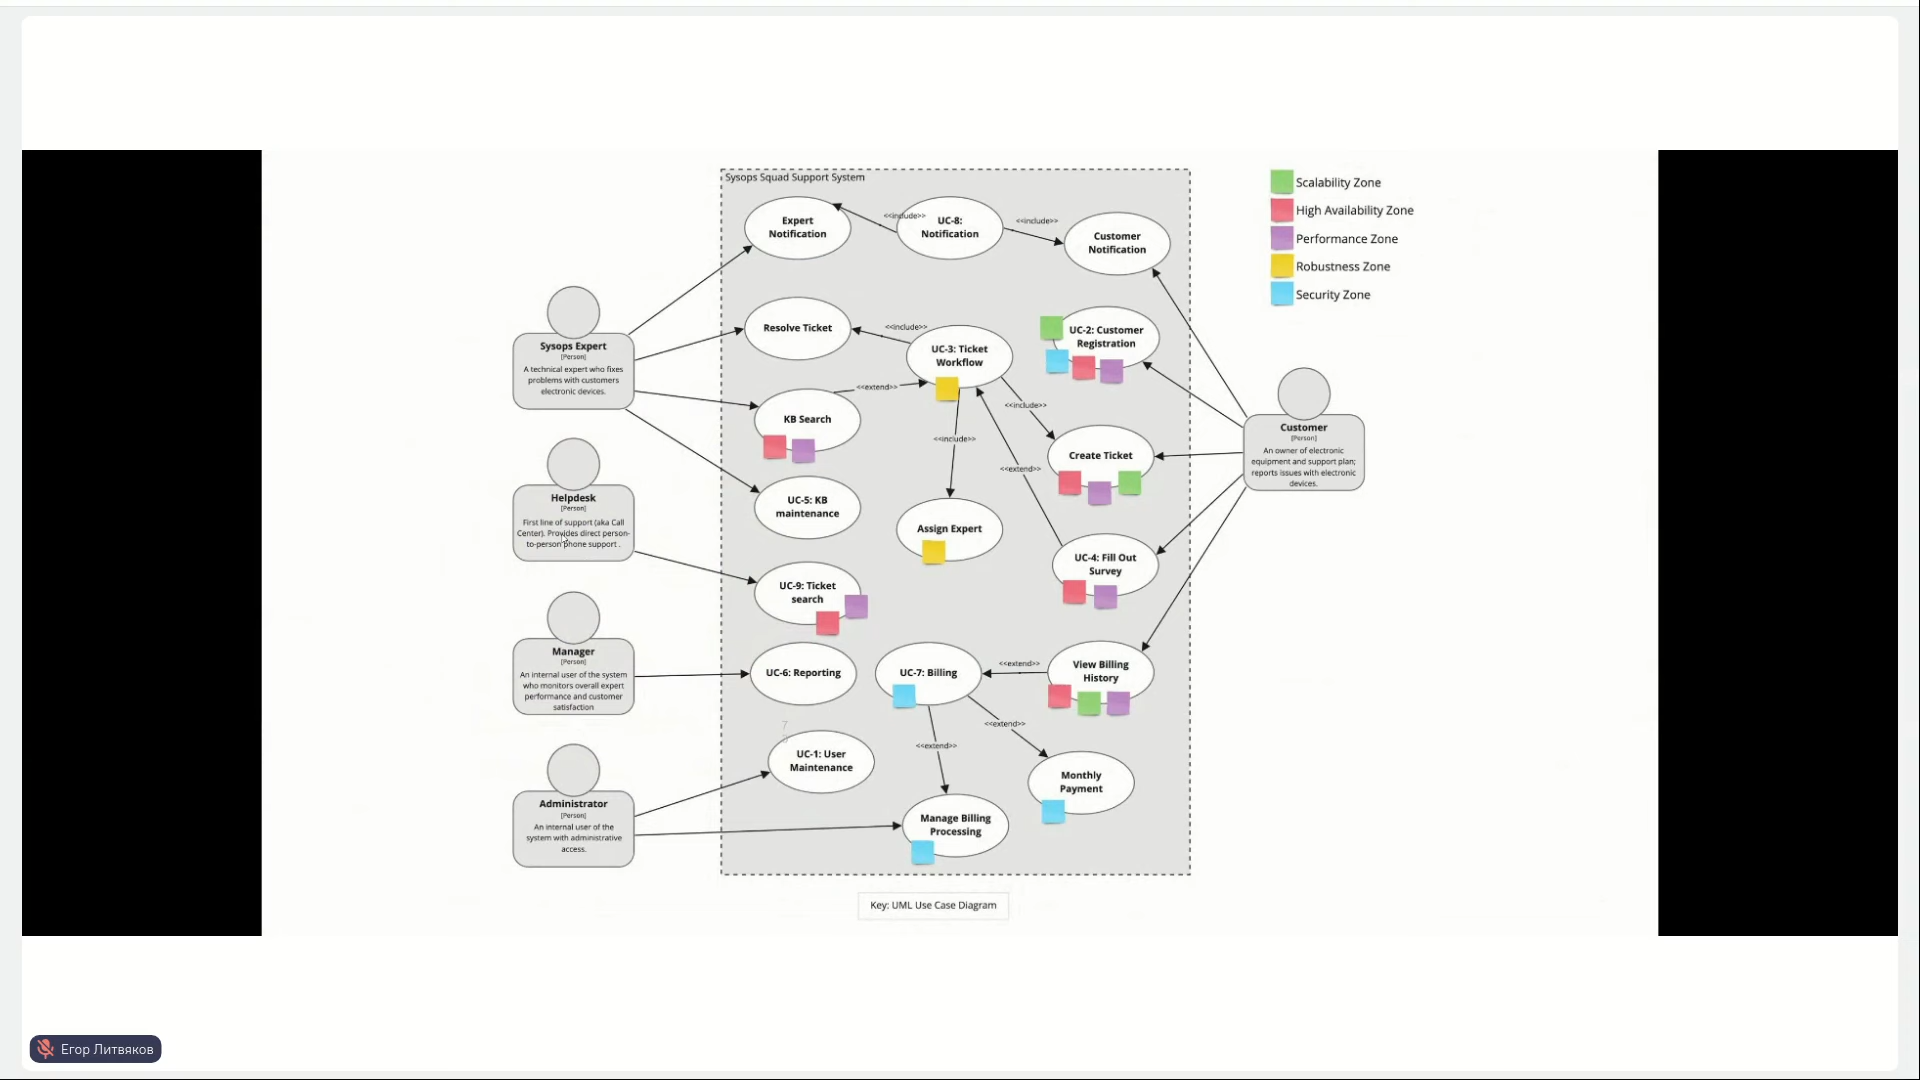 Sysops Squad Support System
Expert
Notification
<<include>>
UC-8:
Notification
<<include>>
Customer
Notification
Scalability Zone
High Availability Zone
Performance Zone
Robustness Zone
Security Zone
Resolve Ticket
<<include>>
UC-3: Ticket
Workflow
UC-2: Customer
Registration
Sysops Expert
[Person]
A technical expert who fixes
problems with customers
electronic devices.
<<extend>>
<<include>>
KB Search
<<include>>
Create Ticket
Customer
[Person]
An owner of electronic
equipment and support plan;
reports issues with electronic
devices.
<<extend>>
Helpdesk
[Person]
First line of support (aka Call
Center). Provides direct person-
to-person phone support .
UC-5: KB
maintenance
Assign Expert
UC-4: Fill Out
Survey
UC-9: Ticket
search
Manager
[Person]
An internal user of the system
who monitors overall expert
performance and customer
satisfaction
UC-6: Reporting
UC-7: Billing
<<extend>>
View Billing
History
<<extend>>
<<extend>>
UC-1: User
Maintenance
Monthly
Payment
Administrator
[Person]
An internal user of the
system with administrative
access.
Manage Billing
Processing
Key: UML Use Case Diagram
Егор Литвяков